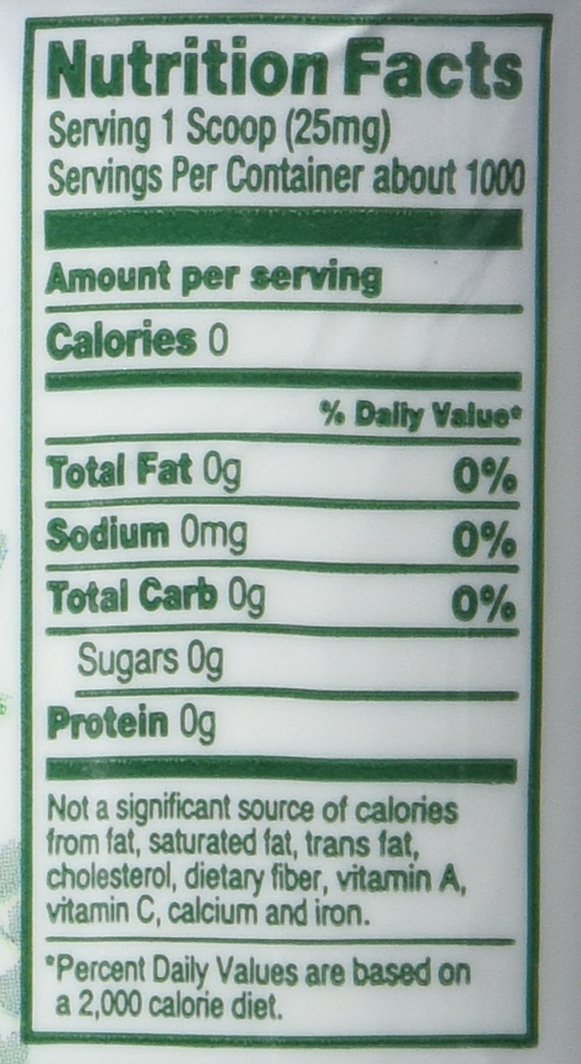 Nutrition Facts
Serving 1 Scoop (25mg)
Servings Per Container about 1000
Amount per serving
Calories 0
% Daily Value*
Total Fat 0g 0%
Sodium 0mg 0%
Total Carb 0g 0%
Sugars 0g
Protein 0g
Not a significant source of calories
from fat, saturated fat, trans fat,
cholesterol, dietary fiber, vitamin A,
vitamin C, calcium and iron.
*Percent Daily Values are based on
a 2,000 calorie diet.